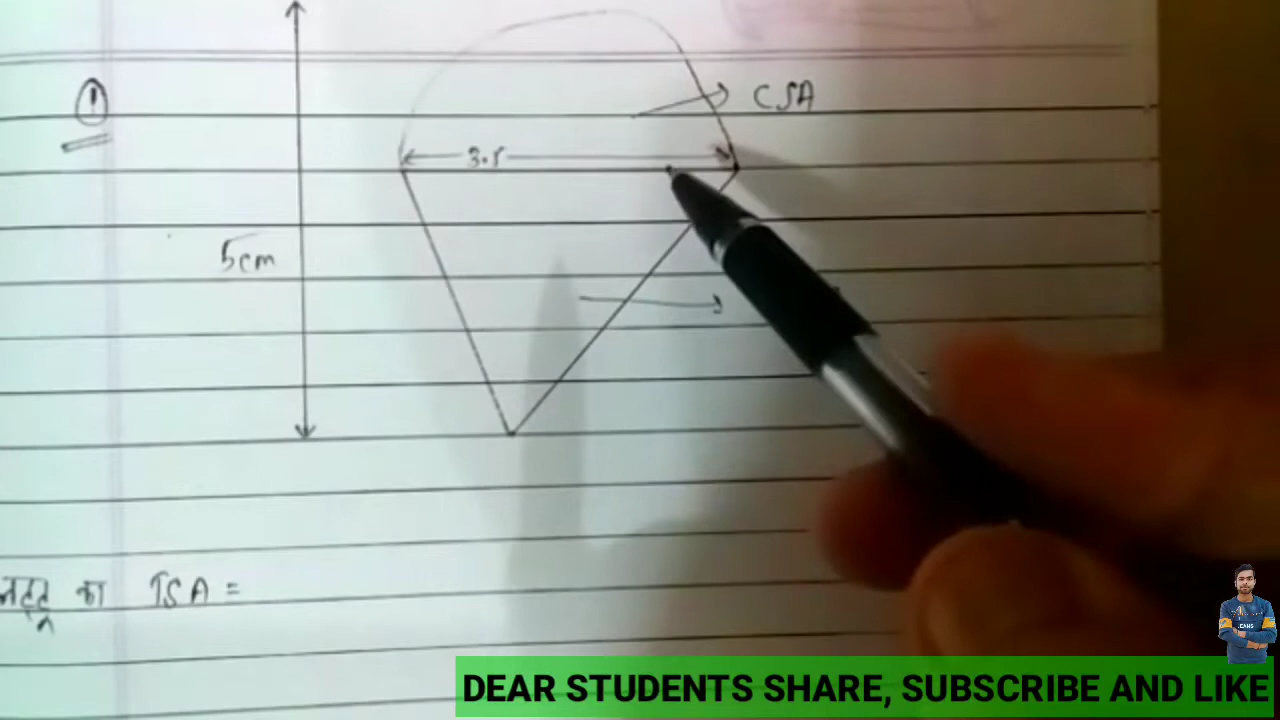 ①
CSA
3.5
5cm
लट्टू का TSA =
DEAR STUDENTS SHARE, SUBSCRIBE AND LIKE